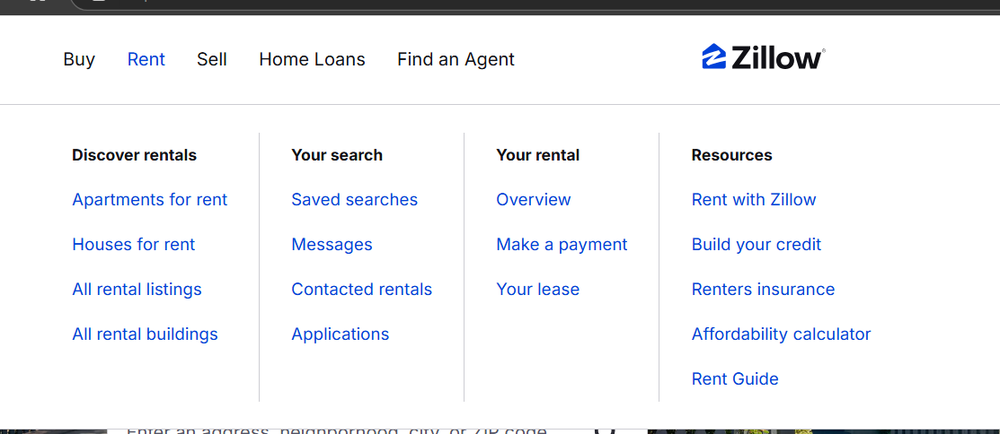 Buy Rent Sell Home Loans Find an Agent Zillow®
Discover rentals
Apartments for rent
Houses for rent
All rental listings
All rental buildings
Your search
Saved searches
Messages
Contacted rentals
Applications
Your rental
Overview
Make a payment
Your lease
Resources
Rent with Zillow
Build your credit
Renters insurance
Affordability calculator
Rent Guide
Enter an address, neighborhood, city, or ZIP code